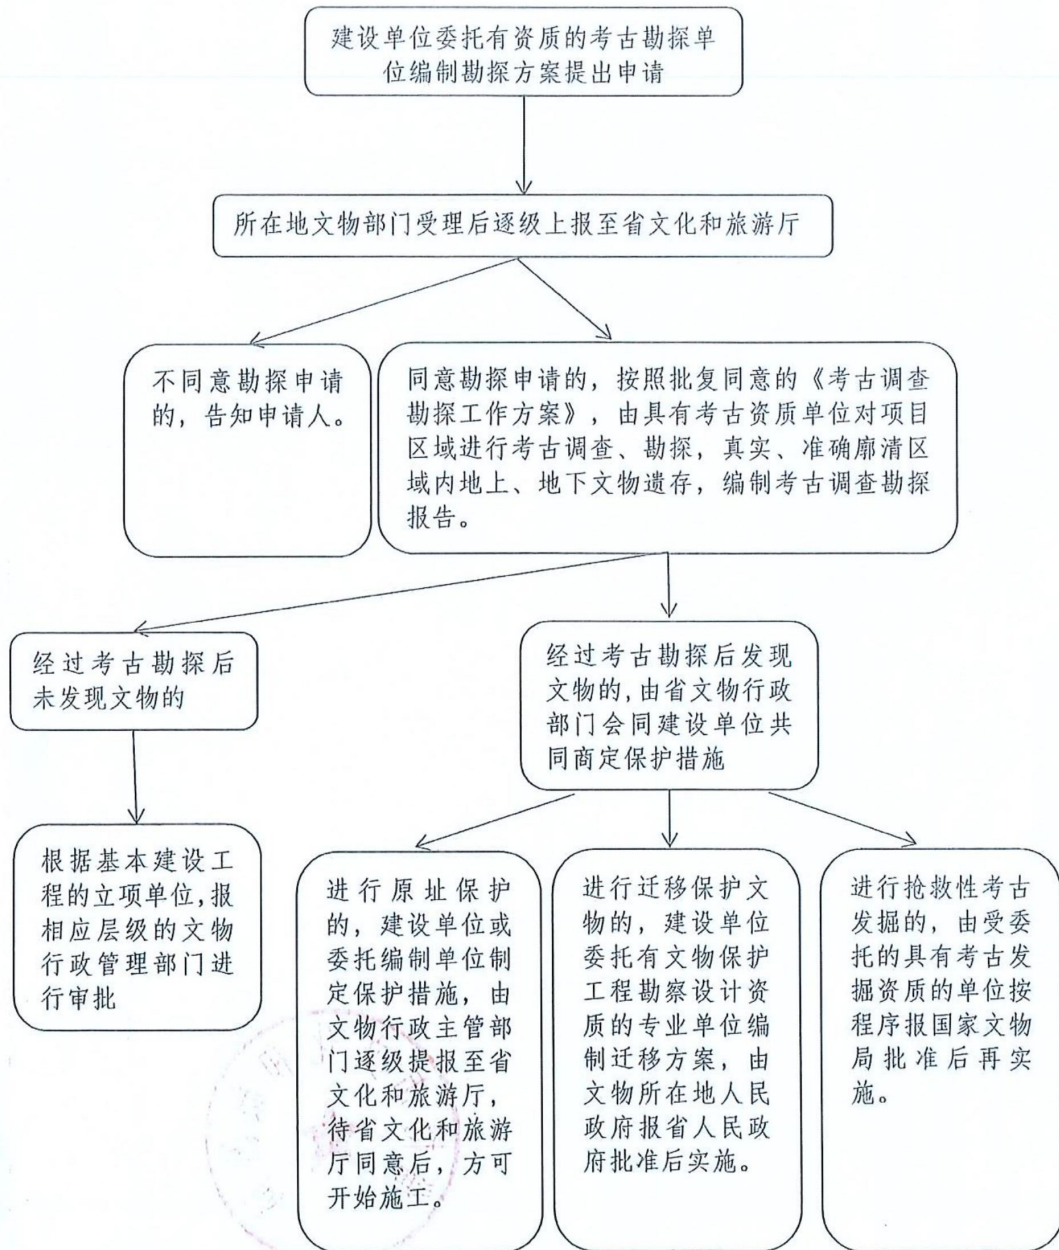 建设单位委托有资质的考古勘探单
位编制勘探方案提出申请
所在地文物部门受理后逐级上报至省文化和旅游厅
不同意勘探申请
的，告知申请人。
同意勘探申请的，按照批复同意的《考古调查
勘探工作方案》，由具有考古资质单位对项目
区域进行考古调查、勘探，真实、准确廓清区
域内地上、地下文物遗存，编制考古调查勘探
报告。
经过考古勘探后
未发现文物的
经过考古勘探后发现
文物的,由省文物行政
部门会同建设单位共
同商定保护措施
根据基本建设工
程的立项单位,报
相应层级的文物
行政管理部门进
行审批
进行原址保护
的，建设单位或
委托编制单位制
定保护措施，由
文物行政主管部
门逐级提报至省
文化和旅游厅，
待省文化和旅游
厅同意后，方可
开始施工。
进行迁移保护文
物的，建设单位
委托有文物保护
工程勘察设计资
质的专业单位编
制迁移方案，由
文物所在地人民
政府报省人民政
府批准后实施。
进行抢救性考古
发掘的，由受委
托的具有考古发
掘资质的单位按
程序报国家文物
局批准后再实
施。